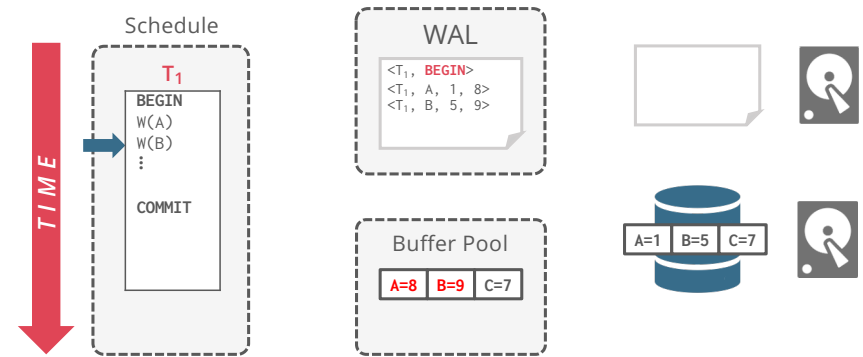 Schedule
TIME
T₁
BEGIN
W(A)
W(B)
⋮
COMMIT
WAL
<T₁, BEGIN>
<T₁, A, 1, 8>
<T₁, B, 5, 9>
Buffer Pool
A=8 B=9 C=7
A=1 B=5 C=7